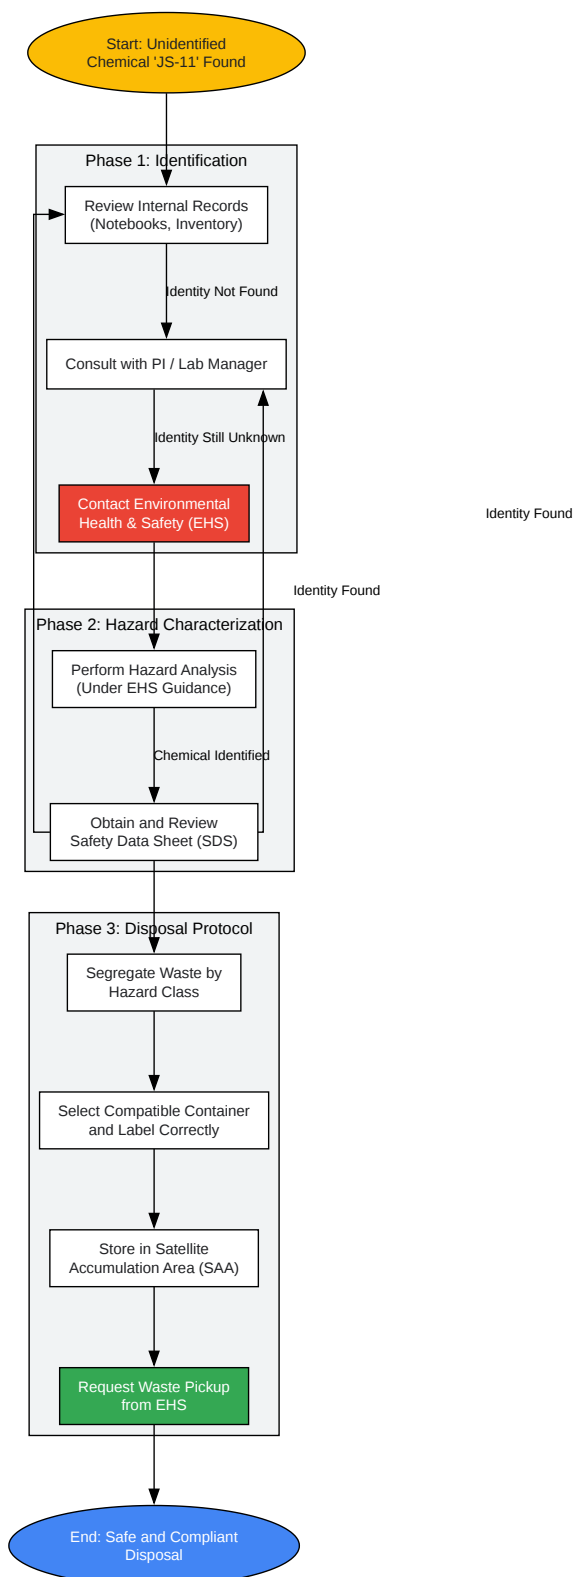 Start: Unidentified
Chemical 'JS-11' Found
Phase 1: Identification
Review Internal Records
(Notebooks, Inventory)
Identity Not Found
Consult with PI / Lab Manager
Identity Still Unknown
Contact Environmental
Health & Safety (EHS)
Identity Found
Identity Found
Phase 2: Hazard Characterization
Perform Hazard Analysis
(Under EHS Guidance)
Chemical Identified
Obtain and Review
Safety Data Sheet (SDS)
Phase 3: Disposal Protocol
Segregate Waste by
Hazard Class
Select Compatible Container
and Label Correctly
Store in Satellite
Accumulation Area (SAA)
Request Waste Pickup
from EHS
End: Safe and Compliant
Disposal